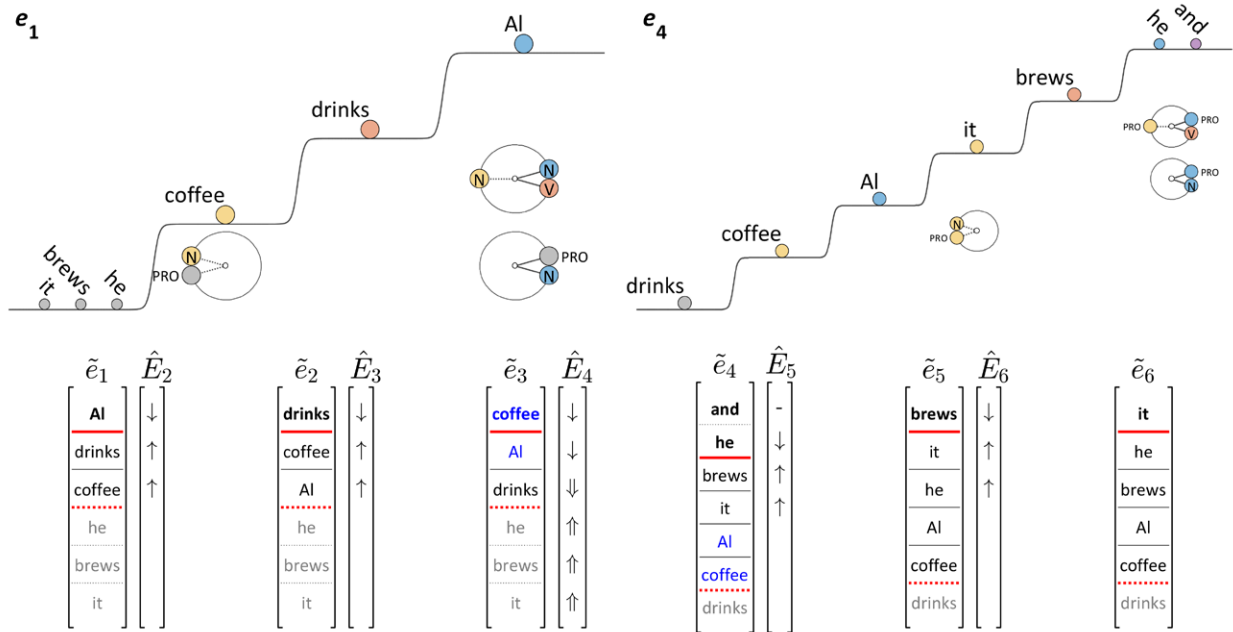 e1
Al
drinks
coffee
it
brews
he
N
PRO
N
N
V
PRO
N
e4
he
and
brews
it
Al
coffee
drinks
N
PRO
PRO
PRO
V
PRO
N
ẽ1 Ê2
Al ↓
drinks ↑
coffee ↑
he
brews
it
ẽ2 Ê3
drinks ↓
coffee ↑
Al ↑
he
brews
it
ẽ3 Ê4
coffee ↓
Al ↓
drinks ⇓
he ⇑
brews ⇑
it ⇑
ẽ4 Ê5
and -
he ↓
brews ↑
it ↑
Al
coffee
drinks
ẽ5 Ê6
brews ↓
it ↑
he ↑
Al
coffee
drinks
ẽ6
it
he
brews
Al
coffee
drinks